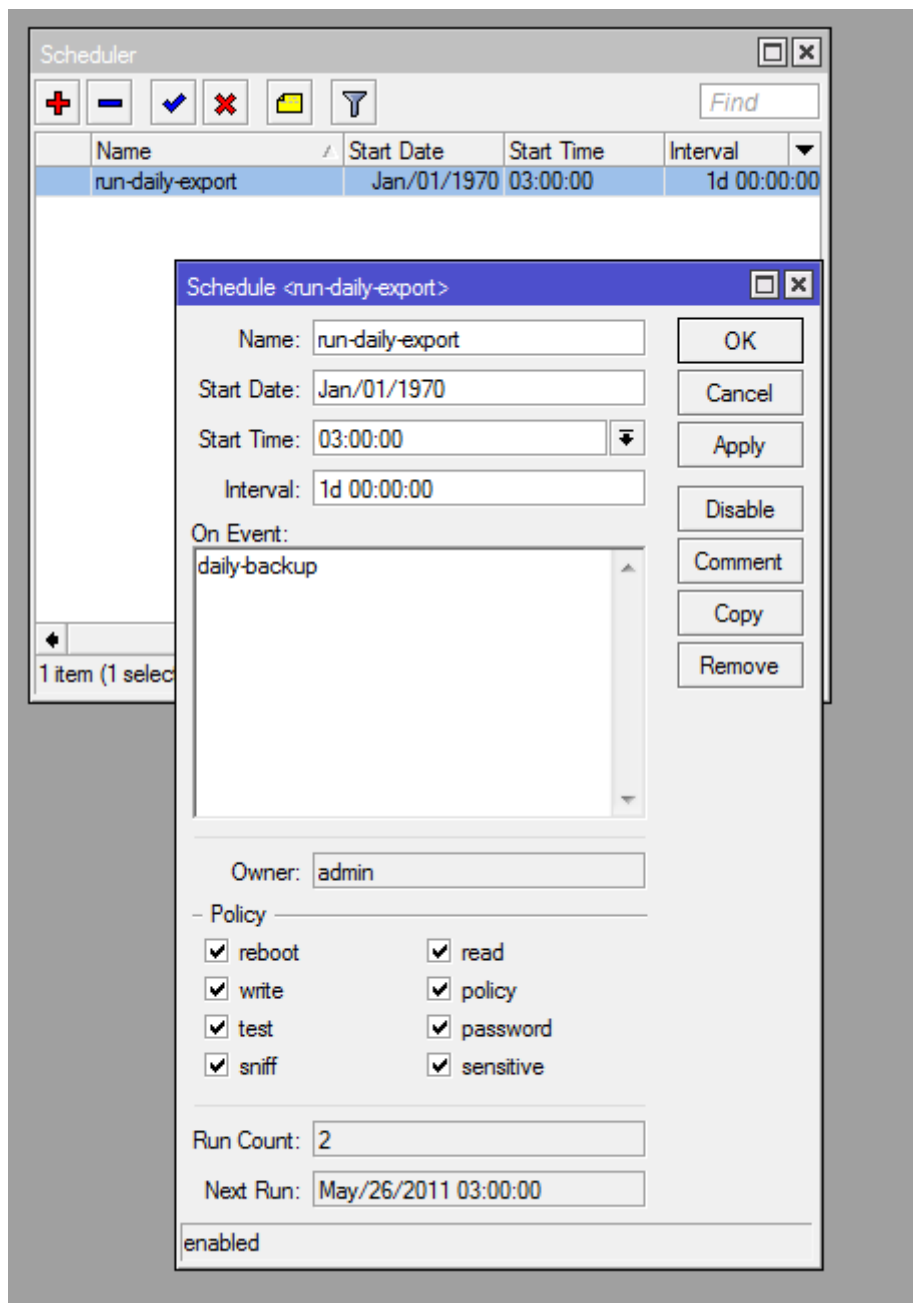 Scheduler
Find
Name Start Date Start Time Interval
run-daily-export Jan/01/1970 03:00:00 1d 00:00:00
Schedule <run-daily-export>
Name: run-daily-export
OK
Start Date: Jan/01/1970
Cancel
Start Time: 03:00:00
Apply
Interval: 1d 00:00:00
Disable
On Event:
daily-backup
Comment
Copy
1 item (1 selec
Remove
Owner: admin
Policy
reboot read
write policy
test password
sniff sensitive
Run Count: 2
Next Run: May/26/2011 03:00:00
enabled